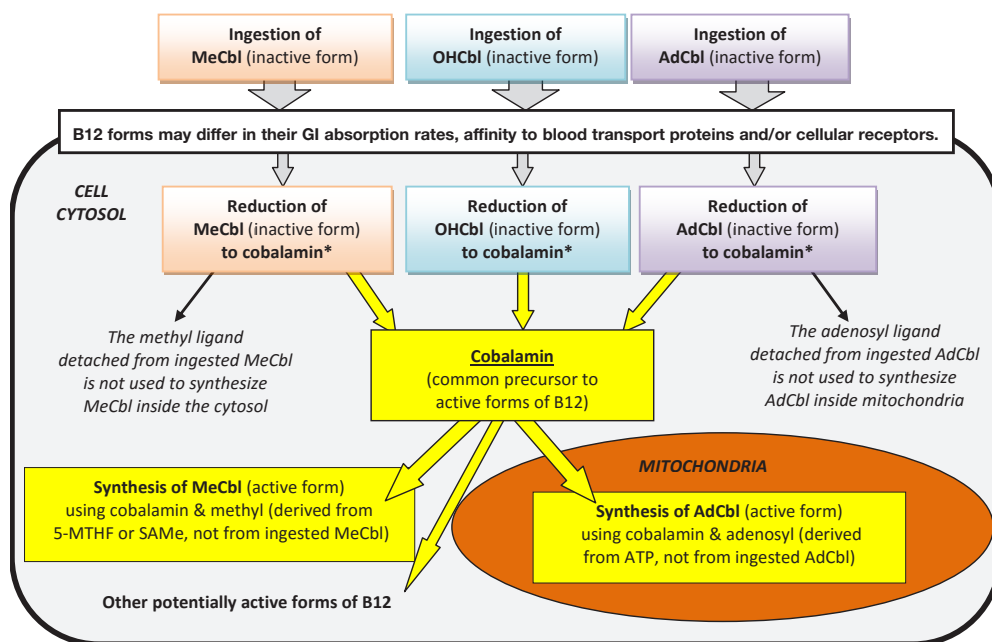 Ingestion of
MeCbl (inactive form)
Ingestion of
OHCbl (inactive form)
Ingestion of
AdCbl (inactive form)
B12 forms may differ in their GI absorption rates, affinity to blood transport proteins and/or cellular receptors.
CELL
CYTOSOL
Reduction of
MeCbl (inactive form)
to cobalamin*
Reduction of
OHCbl (inactive form)
to cobalamin*
Reduction of
AdCbl (inactive form)
to cobalamin*
The methyl ligand
detached from ingested MeCbl
is not used to synthesize
MeCbl inside the cytosol
Cobalamin
(common precursor to
active forms of B12)
The adenosyl ligand
detached from ingested AdCbl
is not used to synthesize
AdCbl inside mitochondria
Synthesis of MeCbl (active form)
using cobalamin & methyl (derived from
5-MTHF or SAMe, not from ingested MeCbl)
MITOCHONDRIA
Synthesis of AdCbl (active form)
using cobalamin & adenosyl (derived
from ATP, not from ingested AdCbl)
Other potentially active forms of B12